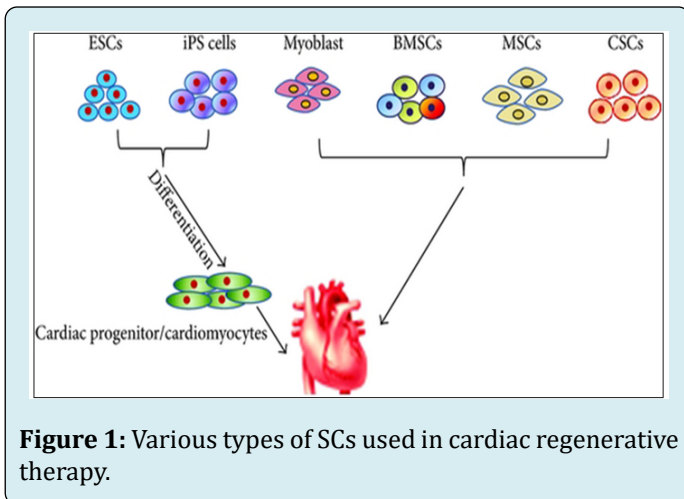 ESCs iPS cells Myoblast BMSCs MSCs CSCs
Differentiation
Cardiac progenitor/cardiomyocytes
Figure 1: Various types of SCs used in cardiac regenerative
therapy.